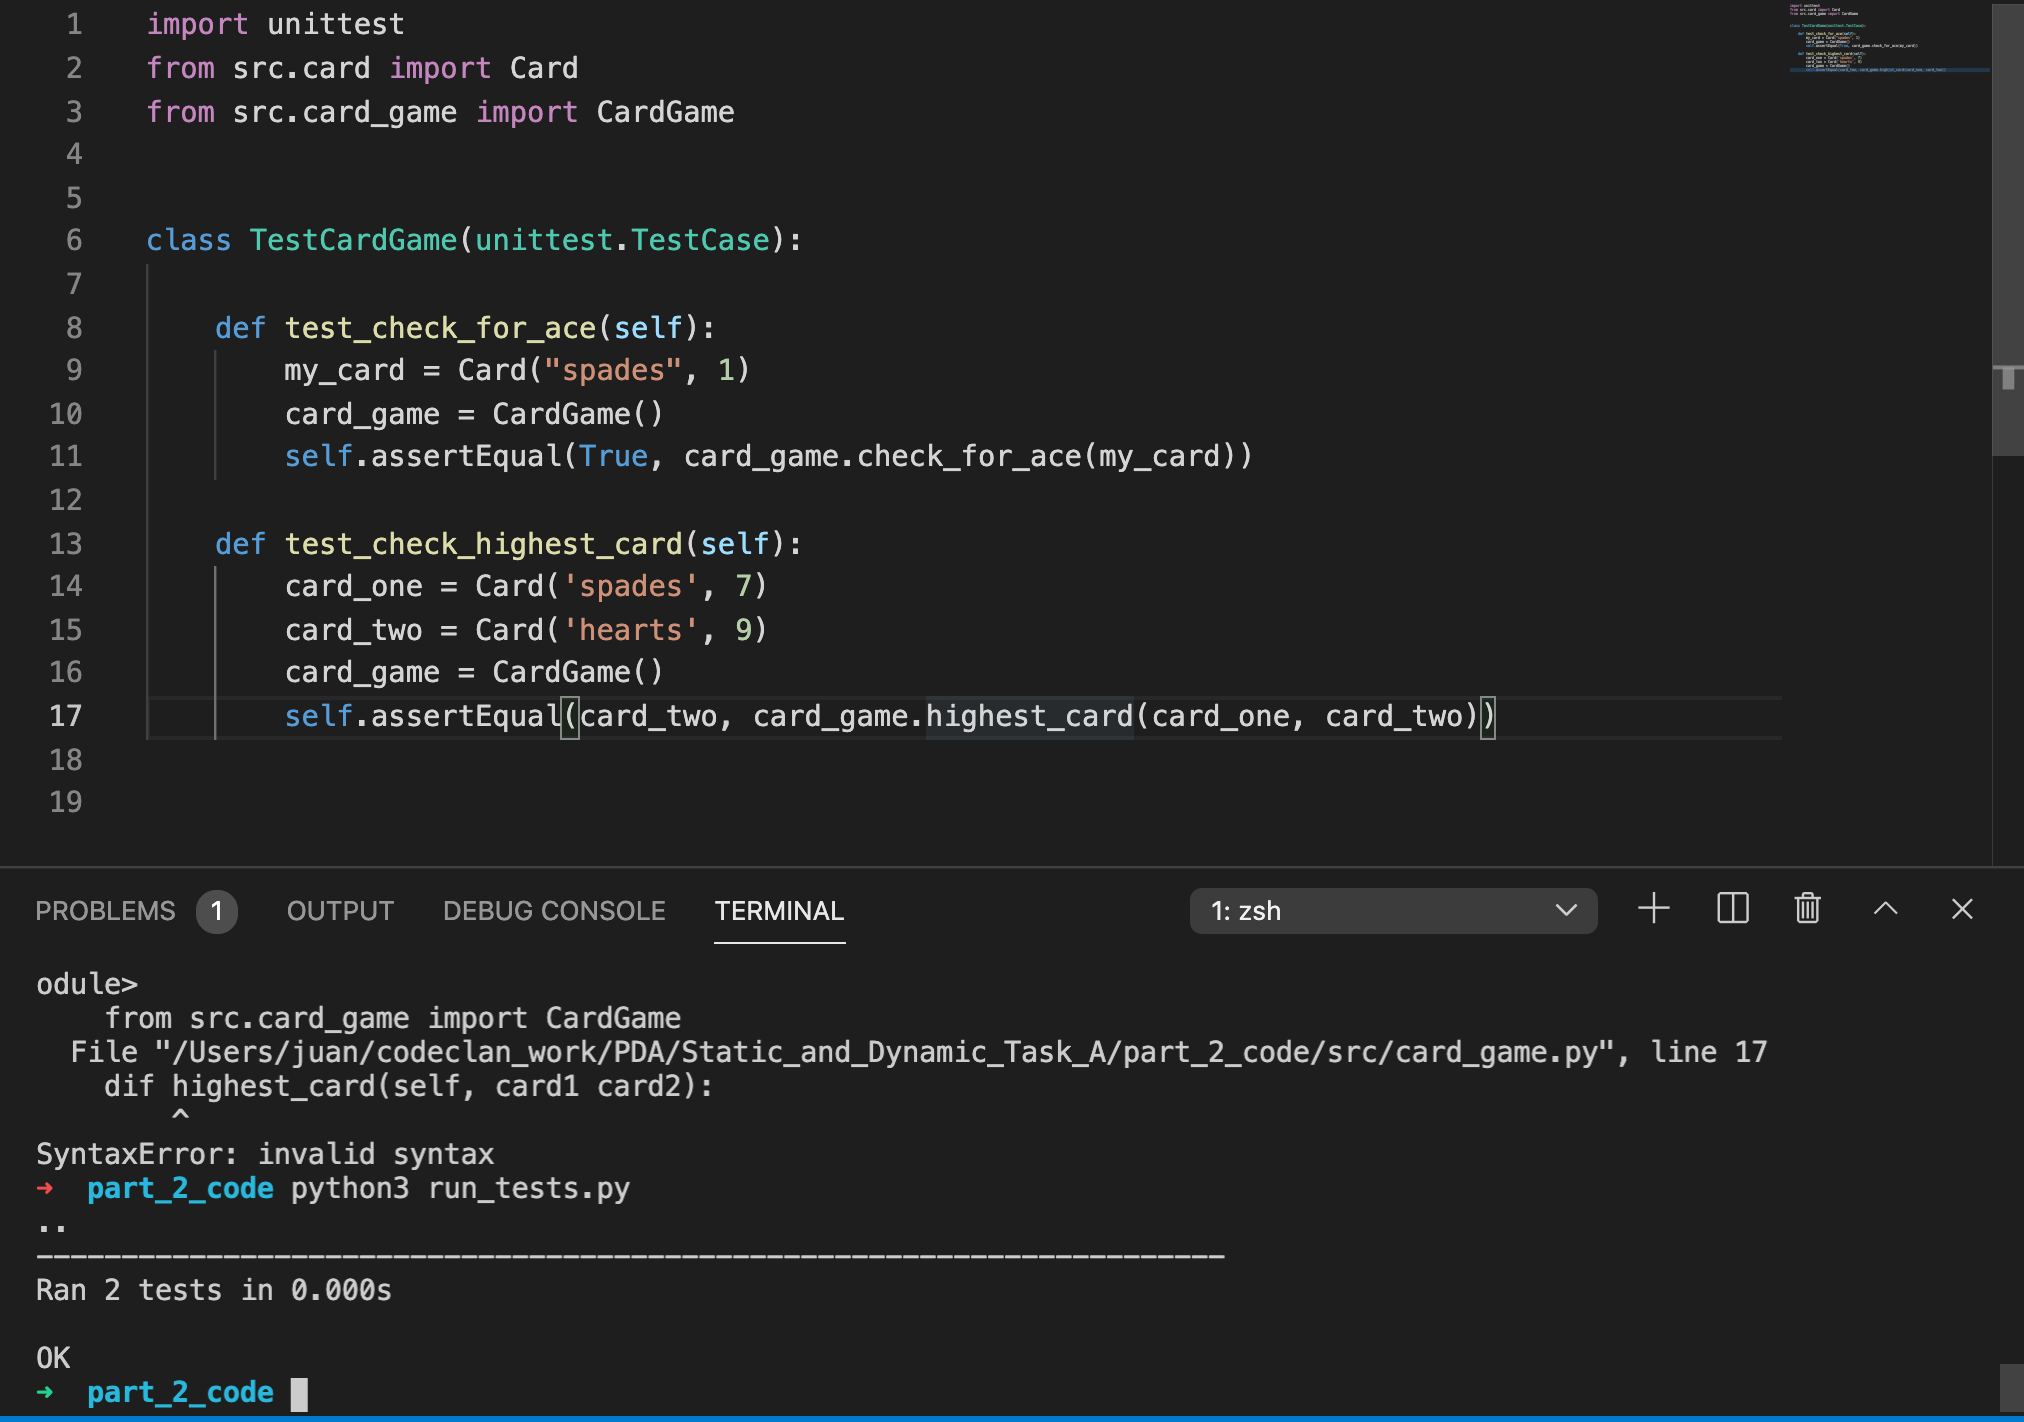 1 import unittest
2 from src.card import Card
3 from src.card_game import CardGame
4
5
6 class TestCardGame(unittest.TestCase):
7
8     def test_check_for_ace(self):
9         my_card = Card("spades", 1)
10         card_game = CardGame()
11         self.assertEqual(True, card_game.check_for_ace(my_card))
12
13     def test_check_highest_card(self):
14         card_one = Card('spades', 7)
15         card_two = Card('hearts', 9)
16         card_game = CardGame()
17         self.assertEqual(card_two, card_game.highest_card(card_one, card_two))
18
19
PROBLEMS 1 OUTPUT DEBUG CONSOLE TERMINAL 1: zsh
odule>
    from src.card_game import CardGame
  File "/Users/juan/codeclan_work/PDA/Static_and_Dynamic_Task_A/part_2_code/src/card_game.py", line 17
    dif highest_card(self, card1 card2):
        ^
SyntaxError: invalid syntax
➜  part_2_code python3 run_tests.py
..
----------------------------------------------------------------------
Ran 2 tests in 0.000s

OK
➜  part_2_code